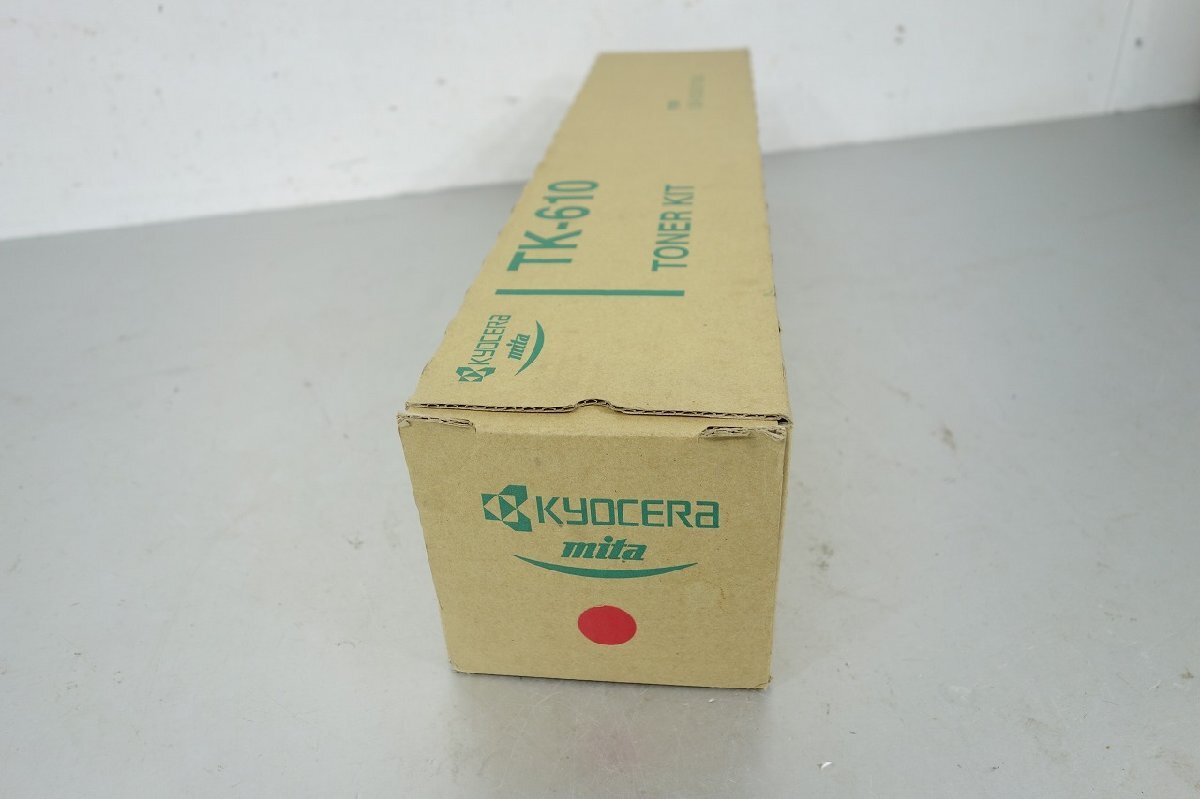 TK-610
TONER KIT
KYOCERA
mita
KYOCERA
mita